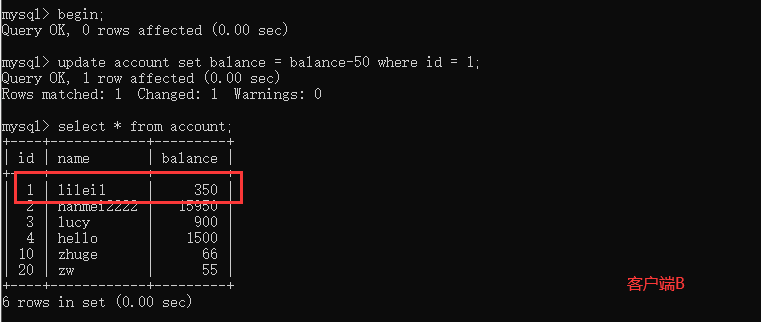 mysql> begin;
Query OK, 0 rows affected (0.00 sec)
mysql> update account set balance = balance-50 where id = 1;
Query OK, 1 row affected (0.00 sec)
Rows matched: 1  Changed: 1  Warnings: 0
mysql> select * from account;
+----+-----------+---------+
| id | name      | balance |
+----+-----------+---------+
|  1 | lilei1    |     350 |
|  2 | hanmei2222 |   15950 |
|  3 | lucy      |     900 |
|  4 | hello     |    1500 |
| 10 | zhuge     |      66 |
| 20 | zw        |      55 |
+----+-----------+---------+
6 rows in set (0.00 sec)
客户端B